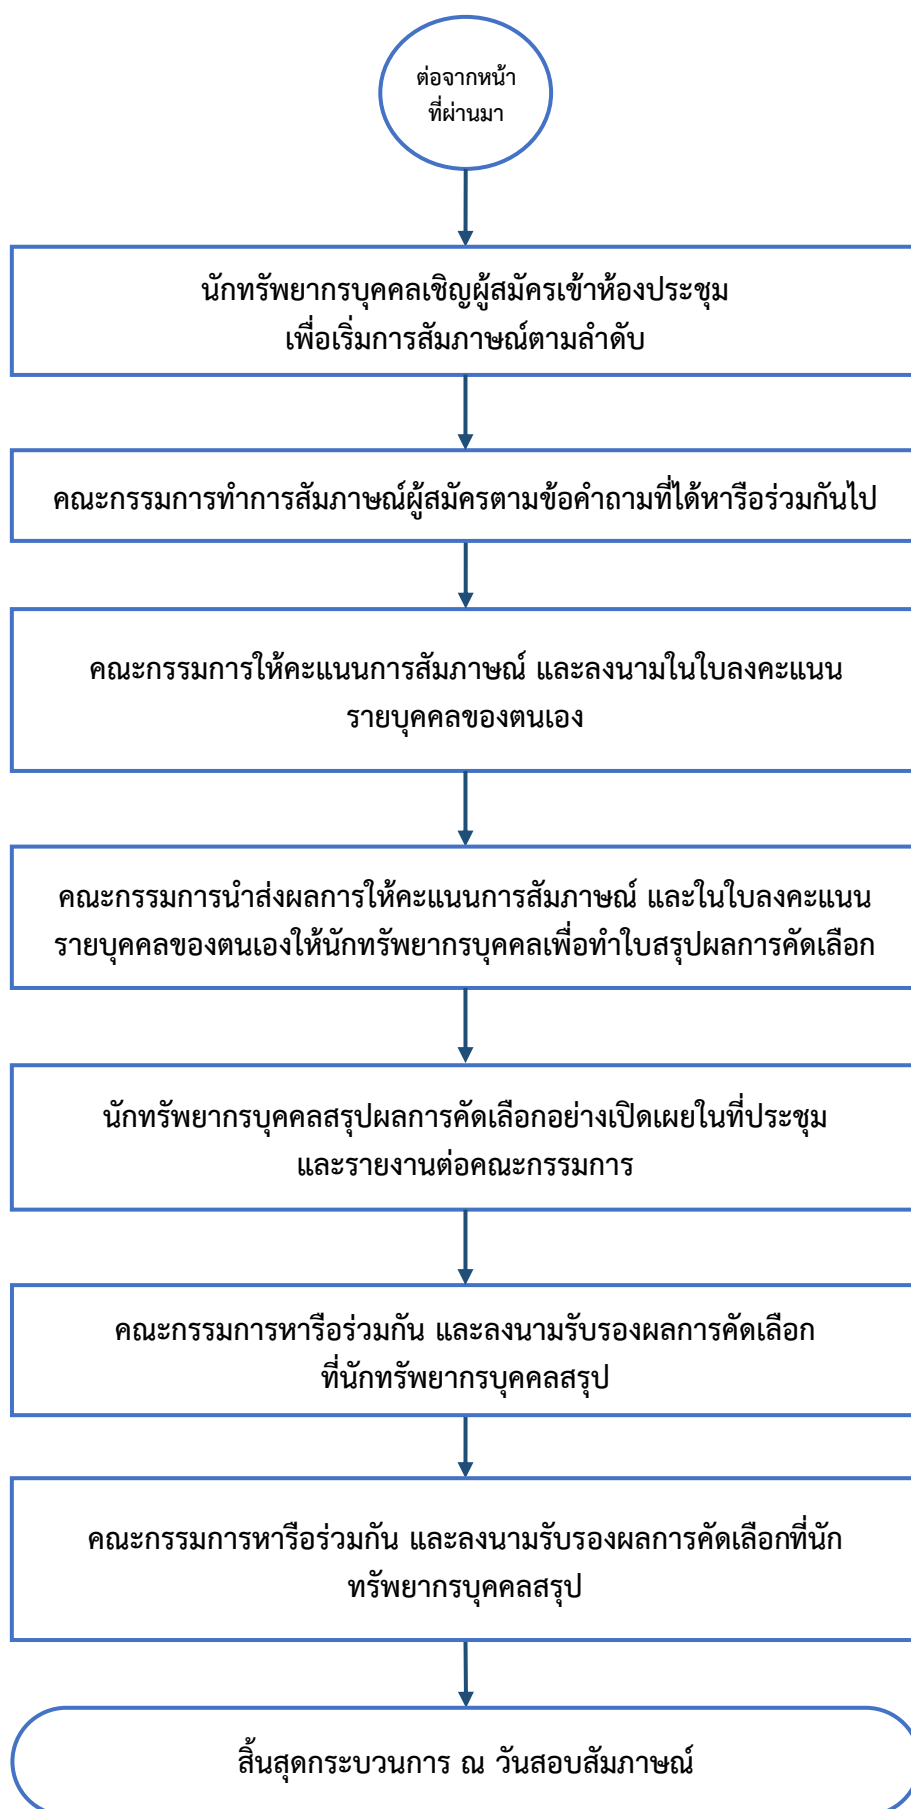 ต่อจากหน้า
ที่ผ่านมา
นักทรัพยากรบุคคลเชิญผู้สมัครเข้าห้องประชุม
เพื่อเริ่มการสัมภาษณ์ตามลำดับ
คณะกรรมการทำการสัมภาษณ์ผู้สมัครตามข้อคำถามที่ได้หารือร่วมกันไป
คณะกรรมการให้คะแนนการสัมภาษณ์ และลงนามในใบลงคะแนน
รายบุคคลของตนเอง
คณะกรรมการนำส่งผลการให้คะแนนการสัมภาษณ์ และในใบลงคะแนน
รายบุคคลของตนเองให้นักทรัพยากรบุคคลเพื่อทำใบสรุปผลการคัดเลือก
นักทรัพยากรบุคคลสรุปผลการคัดเลือกอย่างเปิดเผยในที่ประชุม
และรายงานต่อคณะกรรมการ
คณะกรรมการหารือร่วมกัน และลงนามรับรองผลการคัดเลือก
ที่นักทรัพยากรบุคคลสรุป
คณะกรรมการหารือร่วมกัน และลงนามรับรองผลการคัดเลือกที่นัก
ทรัพยากรบุคคลสรุป
สิ้นสุดกระบวนการ ณ วันสอบสัมภาษณ์